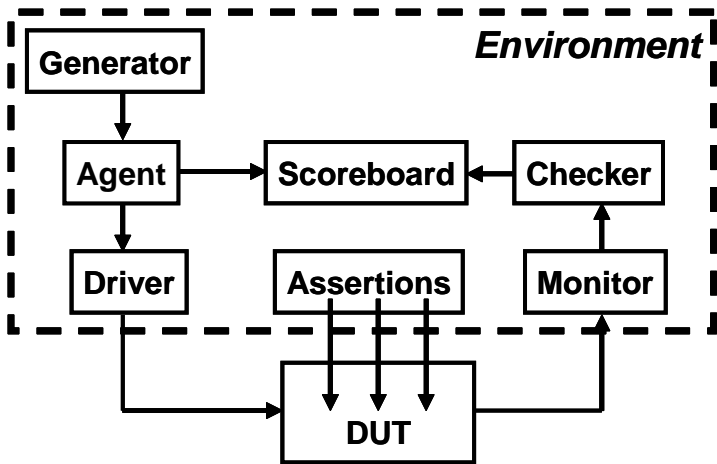 Environment
Generator
Agent
Scoreboard
Checker
Driver
Assertions
Monitor
DUT